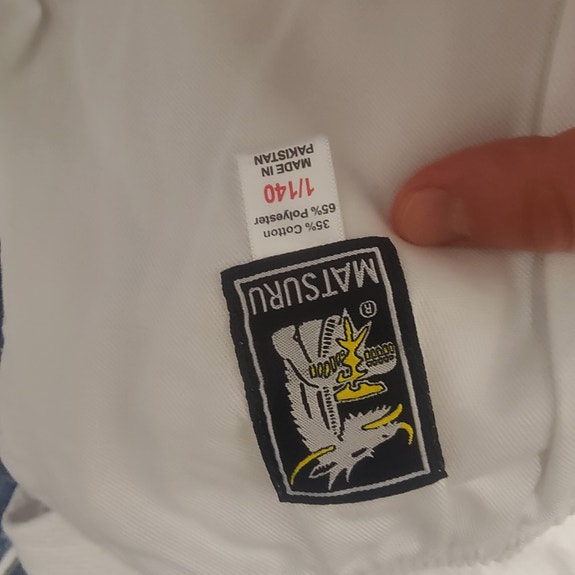 MATSURU
®
35% Cotton
65% Polyester
1/140
MADE IN
PAKISTAN